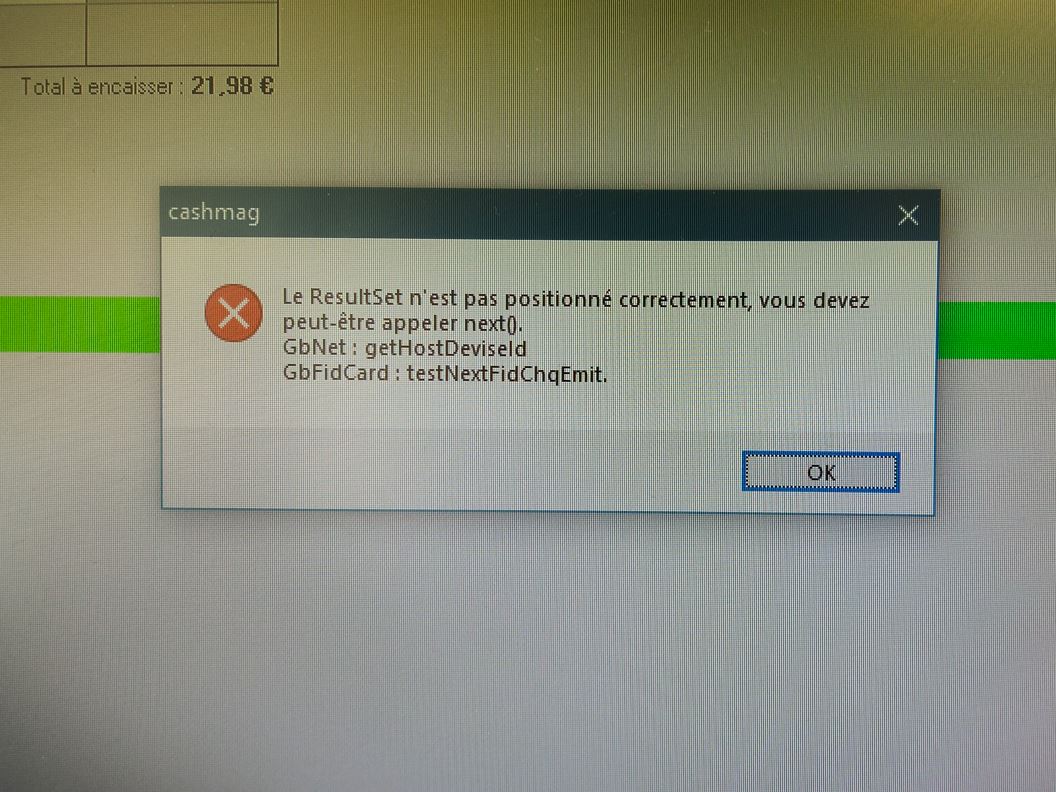 Total à encaisser : 21,98 €
cashmag
Le ResultSet n'est pas positionné correctement, vous devez
peut-être appeler next().
GbNet : getHostDeviseId
GbFidCard : testNextFidChqEmit.
OK